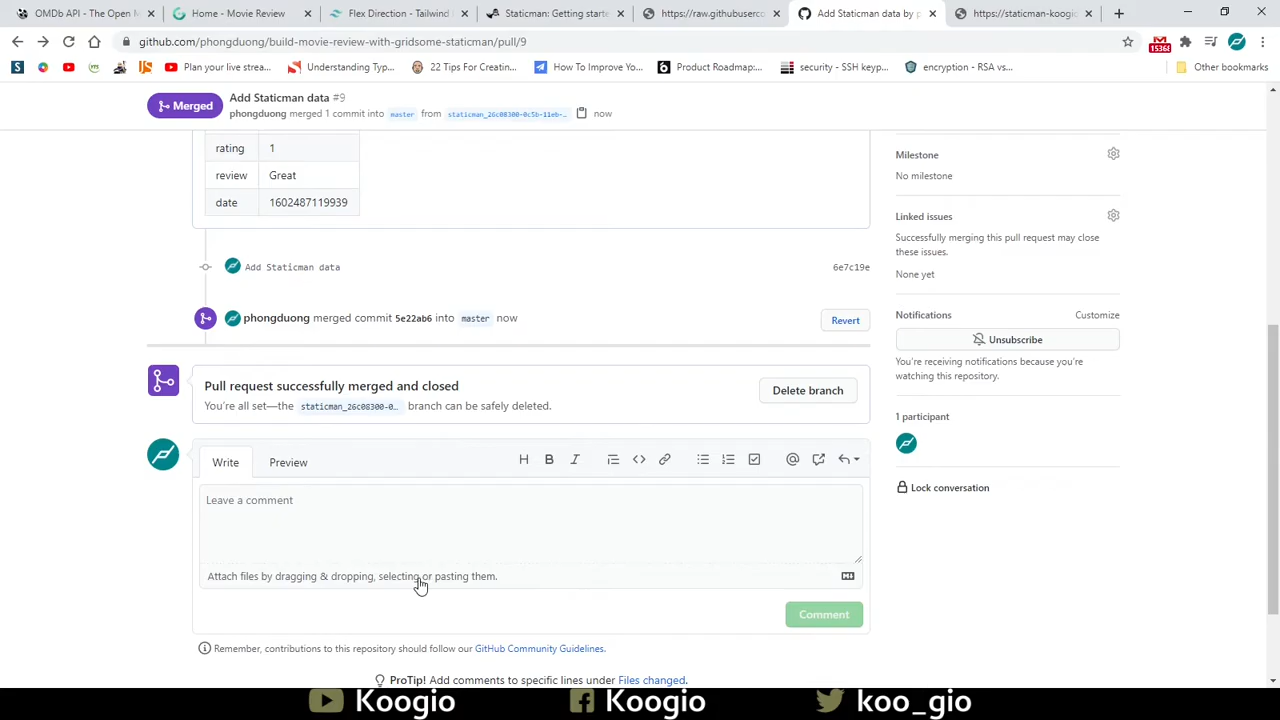 OMDb API - The Open M
Home - Movie Review
Flex Direction - Tailwind
Staticman: Getting starte
https://raw.githubuserco
Add Staticman data by p
https://staticman-koogio
github.com/phongduong/build-movie-review-with-gridsome-staticman/pull/9
15368
Plan your live strea...
Understanding Typ...
22 Tips For Creatin...
How To Improve Yo...
Product Roadmap:...
security - SSH keyp...
encryption - RSA vs...
Other bookmarks
Merged
Add Staticman data #9
phongduong merged 1 commit into master from staticman_26c08300-0c5b-11eb-... now
rating 1
review Great
date 1602487119939
Milestone
No milestone
Linked issues
Successfully merging this pull request may close
these issues.
None yet
Add Staticman data 6e7c19e
phongduong merged commit 5e22ab6 into master now
Revert
Notifications Customize
Unsubscribe
You're receiving notifications because you're
watching this repository.
Pull request successfully merged and closed
You're all set—the staticman_26c08300-0... branch can be safely deleted.
Delete branch
1 participant
Write Preview
Lock conversation
Leave a comment
Attach files by dragging & dropping, selecting or pasting them.
Comment
Remember, contributions to this repository should follow our GitHub Community Guidelines.
ProTip! Add comments to specific lines under Files changed.
Koogio Koogio koo_gio